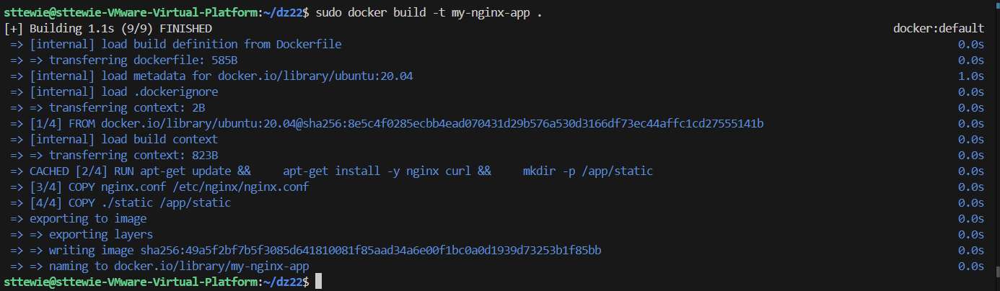 sttewie@sttewie-VMware-Virtual-Platform:~/dz22$ sudo docker build -t my-nginx-app .
[+] Building 1.1s (9/9) FINISHED docker:default
=> [internal] load build definition from Dockerfile 0.0s
=> => transferring dockerfile: 585B 0.0s
=> [internal] load metadata for docker.io/library/ubuntu:20.04 1.0s
=> [internal] load .dockerignore 0.0s
=> => transferring context: 2B 0.0s
=> [1/4] FROM docker.io/library/ubuntu:20.04@sha256:8e5c4f0285ecbb4ead070431d29b576a530d3166df73ec44affc1cd27555141b 0.0s
=> [internal] load build context 0.0s
=> => transferring context: 823B 0.0s
=> CACHED [2/4] RUN apt-get update &&     apt-get install -y nginx curl &&     mkdir -p /app/static 0.0s
=> [3/4] COPY nginx.conf /etc/nginx/nginx.conf 0.0s
=> [4/4] COPY ./static /app/static 0.0s
=> exporting to image 0.0s
=> => exporting layers 0.0s
=> => writing image sha256:49a5f2bf7b5f3085d641810081f85aad34a6e00f1bc0a0d1939d73253b1f85bb 0.0s
=> => naming to docker.io/library/my-nginx-app 0.0s
sttewie@sttewie-VMware-Virtual-Platform:~/dz22$